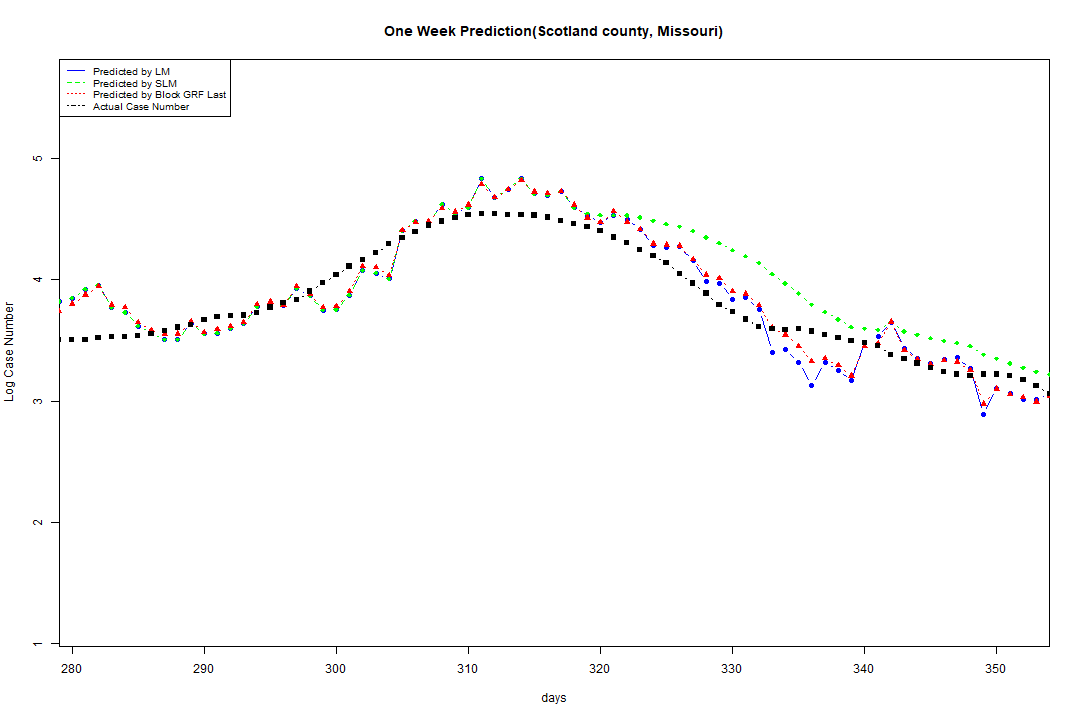 One Week Prediction(Scotland county, Missouri)
Predicted by LM
Predicted by SLM
Predicted by Block GRF Last
Actual Case Number
5
4
3
2
1
Log Case Number
280 290 300 310 320 330 340 350
days